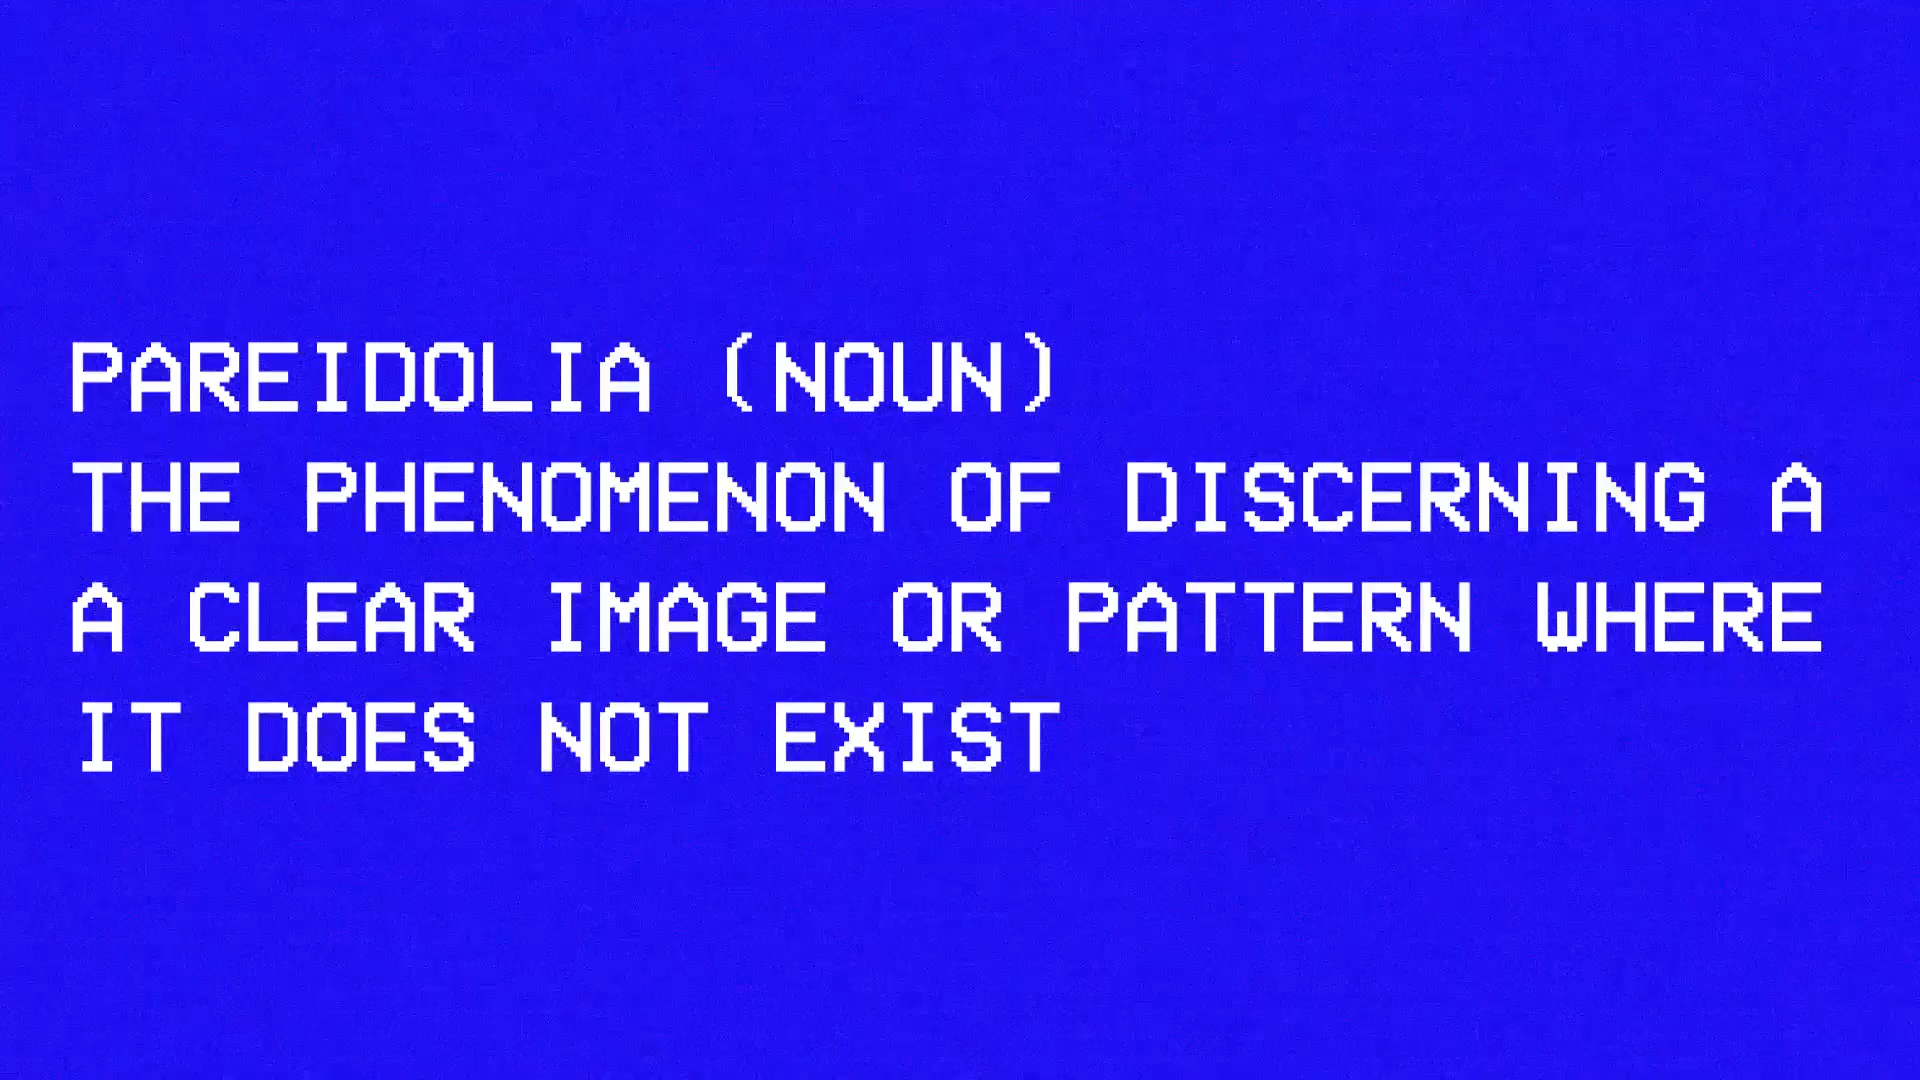 PAREIDOLIA (NOUN)
THE PHENOMENON OF DISCERNING A
A CLEAR IMAGE OR PATTERN WHERE
IT DOES NOT EXIST